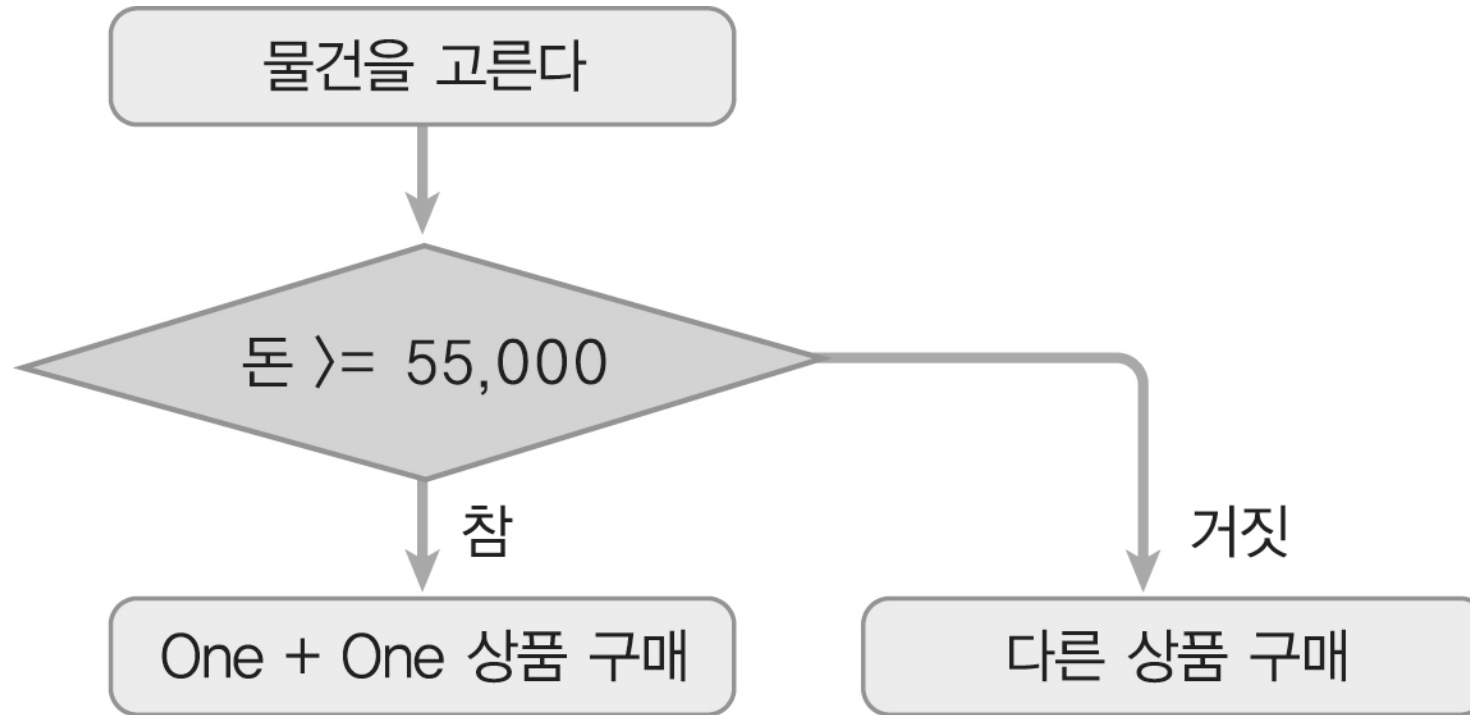 물건을 고른다
돈 >= 55,000
참
거짓
One + One 상품 구매
다른 상품 구매